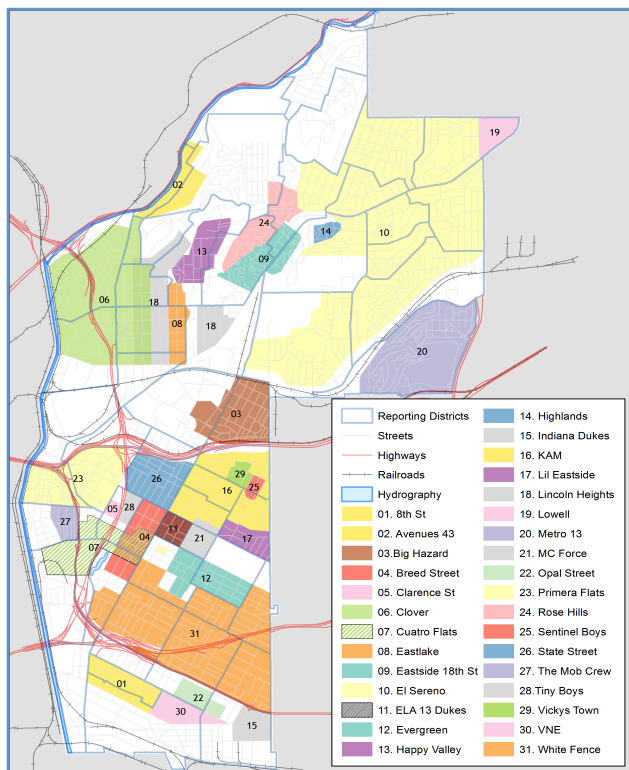 19
02
24
14
10
13
09
06
18
08
18
20
03
23
26
29
25
16
05
28
27
04
11
21
17
07
12
31
01
22
30
15
Reporting Districts
Streets
Highways
Railroads
Hydrography
01. 8th St
02. Avenues 43
03.Big Hazard
04. Breed Street
05. Clarence St
06. Clover
07. Cuatro Flats
08. Eastlake
09. Eastside 18th St
10. El Sereno
11. ELA 13 Dukes
12. Evergreen
13. Happy Valley
14. Highlands
15. Indiana Dukes
16. KAM
17. Lil Eastside
18. Lincoln Heights
19. Lowell
20. Metro 13
21. MC Force
22. Opal Street
23. Primera Flats
24. Rose Hills
25. Sentinel Boys
26. State Street
27. The Mob Crew
28.Tiny Boys
29. Vickys Town
30. VNE
31. White Fence